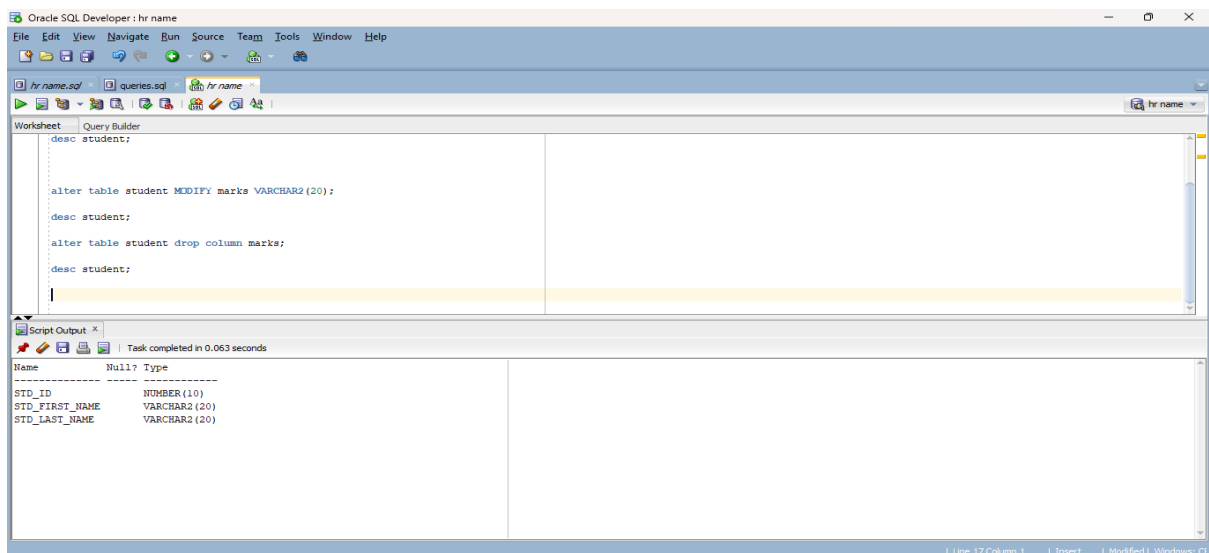 Oracle SQL Developer : hr name
File Edit View Navigate Run Source Team Tools Window Help
hr name.sql queries.sql hr name
hr name
Worksheet Query Builder
desc student;
alter table student MODIFY marks VARCHAR2(20);
desc student;
alter table student drop column marks;
desc student;
Script Output
Task completed in 0.063 seconds
Name Null? Type
-------------- ----- ------------
STD_ID NUMBER(10)
STD_FIRST_NAME VARCHAR2(20)
STD_LAST_NAME VARCHAR2(20)
Line 17 Column 1 | Insert | Modified | Windows: C